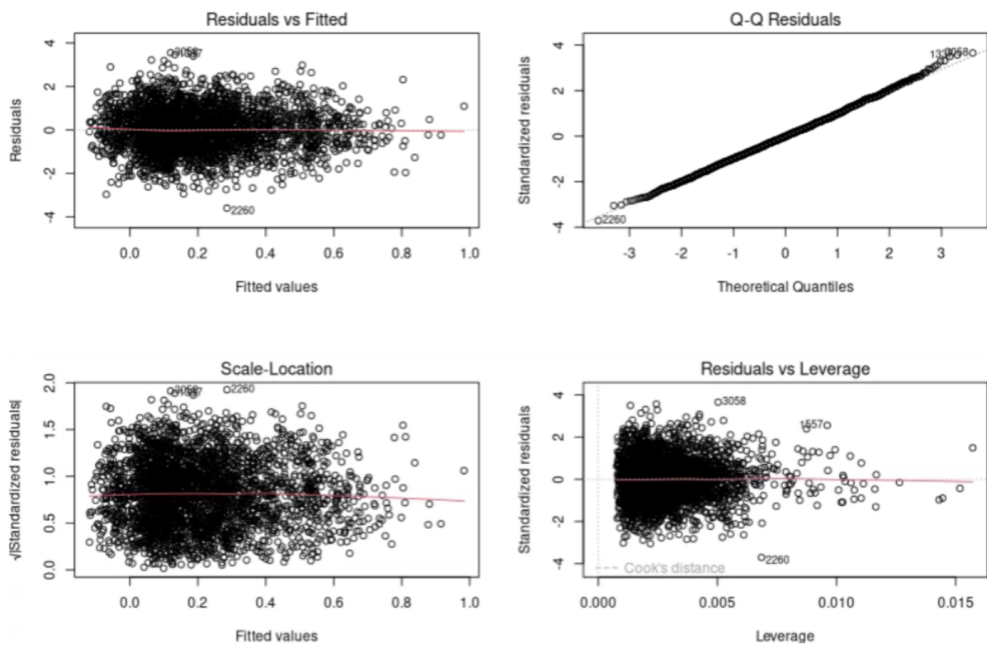 Residuals vs Fitted
Residuals
4
2
0
-2
-4
2260
0.0 0.2 0.4 0.6 0.8 1.0
Fitted values
Q-Q Residuals
Standardized residuals
4
2
0
-2
-4
3058
2260
-3 -2 -1 0 1 2 3
Theoretical Quantiles
Scale-Location
√|Standardized residuals|
2.0
1.5
1.0
0.5
0.0
2260
0.0 0.2 0.4 0.6 0.8 1.0
Fitted values
Residuals vs Leverage
Standardized residuals
4
2
0
-2
-4
3058
1557
2260
Cook's distance
0.000 0.005 0.010 0.015
Leverage